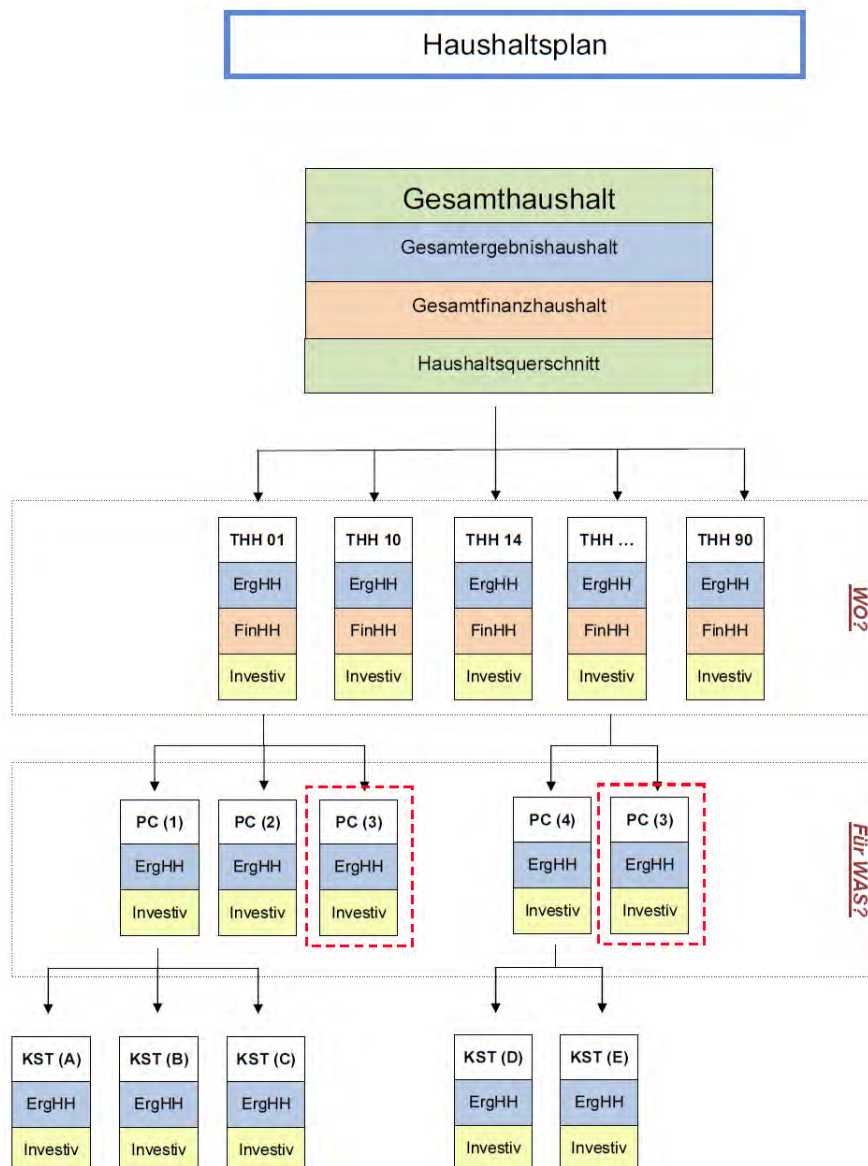 Haushaltsplan
Gesamthaushalt
Gesamtergebnishaushalt
Gesamtfinanzhaushalt
Haushaltsquerschnitt
THH 01 THH 10 THH 14 THH ... THH 90
ErgHH ErgHH ErgHH ErgHH ErgHH
FinHH FinHH FinHH FinHH FinHH
Investiv Investiv Investiv Investiv Investiv
WO?
PC (1) PC (2) PC (3) PC (4) PC (3)
ErgHH ErgHH ErgHH ErgHH ErgHH
Investiv Investiv Investiv Investiv Investiv
Für WAS?
KST (A) KST (B) KST (C) KST (D) KST (E)
ErgHH ErgHH ErgHH ErgHH ErgHH
Investiv Investiv Investiv Investiv Investiv